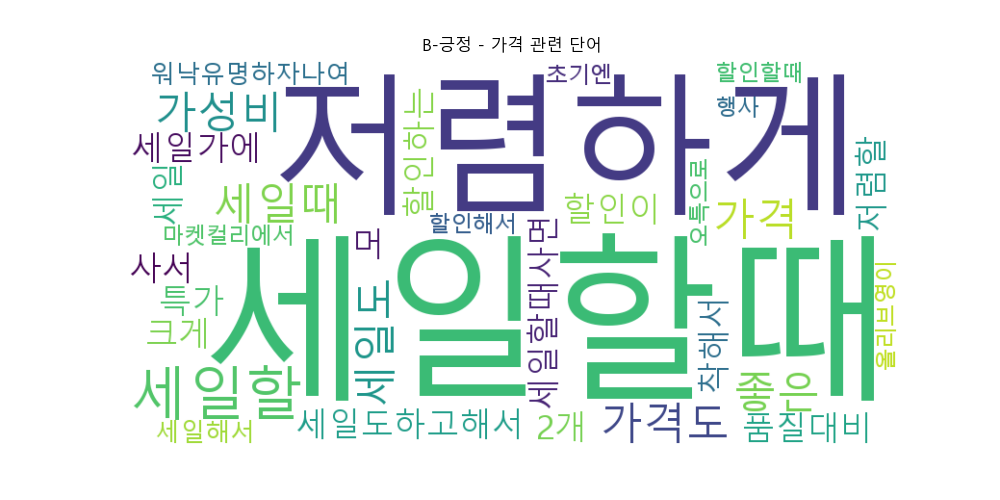 B-긍정 - 가격 관련 단어
워낙유명하자나여
초기엔
할인할때
가성비
저렴하게
할인하는
행사
세일가에
세일
세일때
할인해서
할인이
오특으로
가격
저렴할
마켓컬리에서
모
사서
세일할때
특가
크게
세일도
세일할때사면
착해서
올리브영이
세일할
좋은
세일해서
세일도하고해서
2개
가격도
품질대비